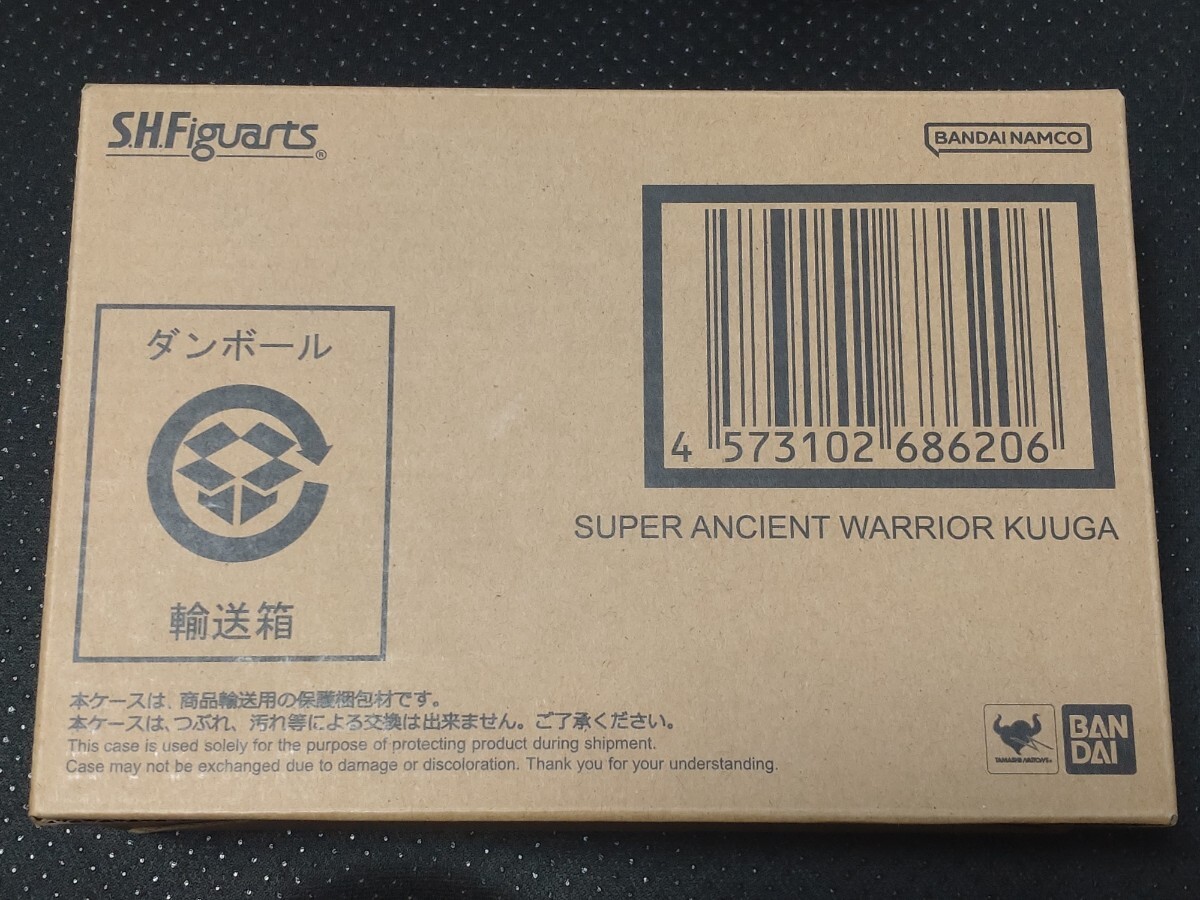 S.H.Figuarts®
BANDAI NAMCO
4 573102 686206
SUPER ANCIENT WARRIOR KUUGA
ダンボール
輸送箱
本ケースは、商品輸送用の保護梱包材です。
本ケースは、つぶれ、汚れ等による交換は出来ません。ご了承ください。
This case is used solely for the purpose of protecting product during shipment.
Case may not be exchanged due to damage or discoloration. Thank you for your understanding.
TAMASHII NATIONS
BAN
DAI